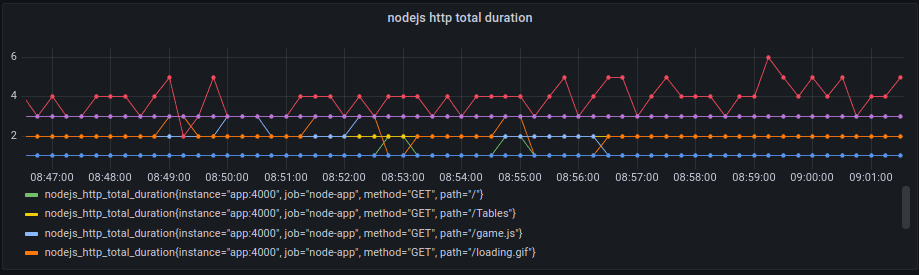 nodejs http total duration
6
4
2
08:47:00 08:48:00 08:49:00 08:50:00 08:51:00 08:52:00 08:53:00 08:54:00 08:55:00 08:56:00 08:57:00 08:58:00 08:59:00 09:00:00 09:01:00
nodejs_http_total_duration{instance="app:4000", job="node-app", method="GET", path="/"}
nodejs_http_total_duration{instance="app:4000", job="node-app", method="GET", path="/Tables"}
nodejs_http_total_duration{instance="app:4000", job="node-app", method="GET", path="/game.js"}
nodejs_http_total_duration{instance="app:4000", job="node-app", method="GET", path="/loading.gif"}